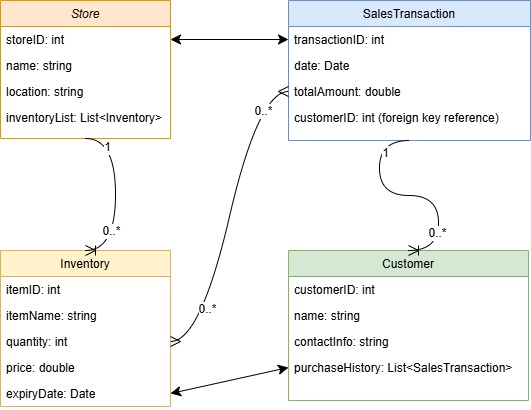 Store
storeID: int
name: string
location: string
inventoryList: List<Inventory>
SalesTransaction
transactionID: int
date: Date
totalAmount: double
customerID: int (foreign key reference)
1
0..*
0..*
0..*
1
0..*
Inventory
itemID: int
itemName: string
quantity: int
price: double
expiryDate: Date
Customer
customerID: int
name: string
contactInfo: string
purchaseHistory: List<SalesTransaction>